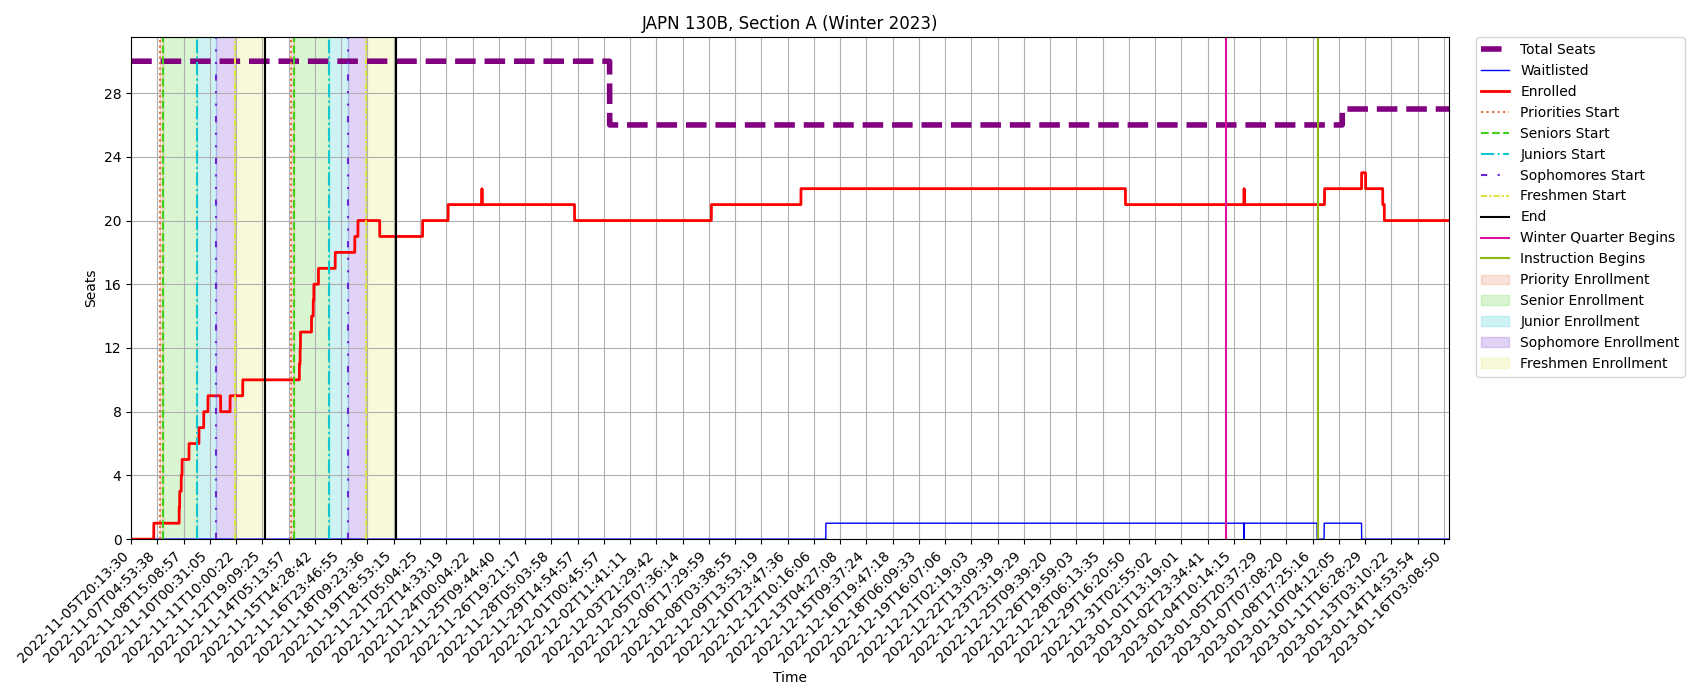 JAPN 130B, Section A (Winter 2023)
Seats
28
24
20
16
12
8
4
0
2022-11-05T20:13:30
2022-11-07T04:53:38
2022-11-08T15:08:57
2022-11-10T00:31:05
2022-11-11T10:00:22
2022-11-12T19:09:25
2022-11-14T05:13:57
2022-11-15T14:28:42
2022-11-16T23:46:55
2022-11-18T09:23:36
2022-11-19T18:53:15
2022-11-21T05:04:25
2022-11-22T14:33:19
2022-11-24T00:04:22
2022-11-25T09:44:40
2022-11-26T19:21:17
2022-11-28T05:03:58
2022-11-29T14:54:57
2022-12-01T00:45:57
2022-12-02T11:41:11
2022-12-03T21:29:42
2022-12-05T07:36:14
2022-12-06T17:29:59
2022-12-08T03:38:55
2022-12-09T13:53:19
2022-12-10T23:47:36
2022-12-12T10:16:06
2022-12-13T04:27:08
2022-12-15T09:37:24
2022-12-16T19:47:18
2022-12-18T06:09:33
2022-12-19T16:07:06
2022-12-21T02:19:03
2022-12-22T13:09:39
2022-12-23T23:19:29
2022-12-25T09:39:20
2022-12-26T19:59:03
2022-12-28T06:13:35
2022-12-29T16:20:50
2022-12-31T02:55:02
2023-01-01T13:19:01
2023-01-02T23:34:41
2023-01-04T10:14:15
2023-01-05T20:37:29
2023-01-07T07:08:20
2023-01-08T17:25:16
2023-01-10T04:12:05
2023-01-11T16:28:29
2023-01-13T03:10:22
2023-01-14T14:53:54
2023-01-16T03:08:50
Time
Total Seats
Waitlisted
Enrolled
Priorities Start
Seniors Start
Juniors Start
Sophomores Start
Freshmen Start
End
Winter Quarter Begins
Instruction Begins
Priority Enrollment
Senior Enrollment
Junior Enrollment
Sophomore Enrollment
Freshmen Enrollment